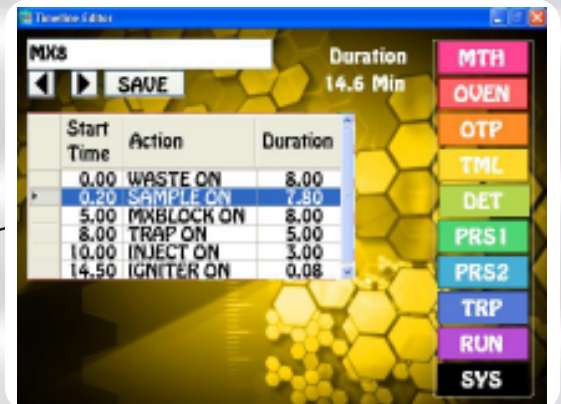 Timeline Editor
MX8
Duration
14.6 Min
SAVE
Start Time Action Duration
0.00 WASTE ON 8.00
0.20 SAMPLE ON 7.80
5.00 MXBLOCK ON 8.00
8.00 TRAP ON 5.00
10.00 INJECT ON 3.00
14.50 IGNITER ON 0.08
MTH
OVEN
OTP
TML
DET
PRS1
PRS2
TRP
RUN
SYS